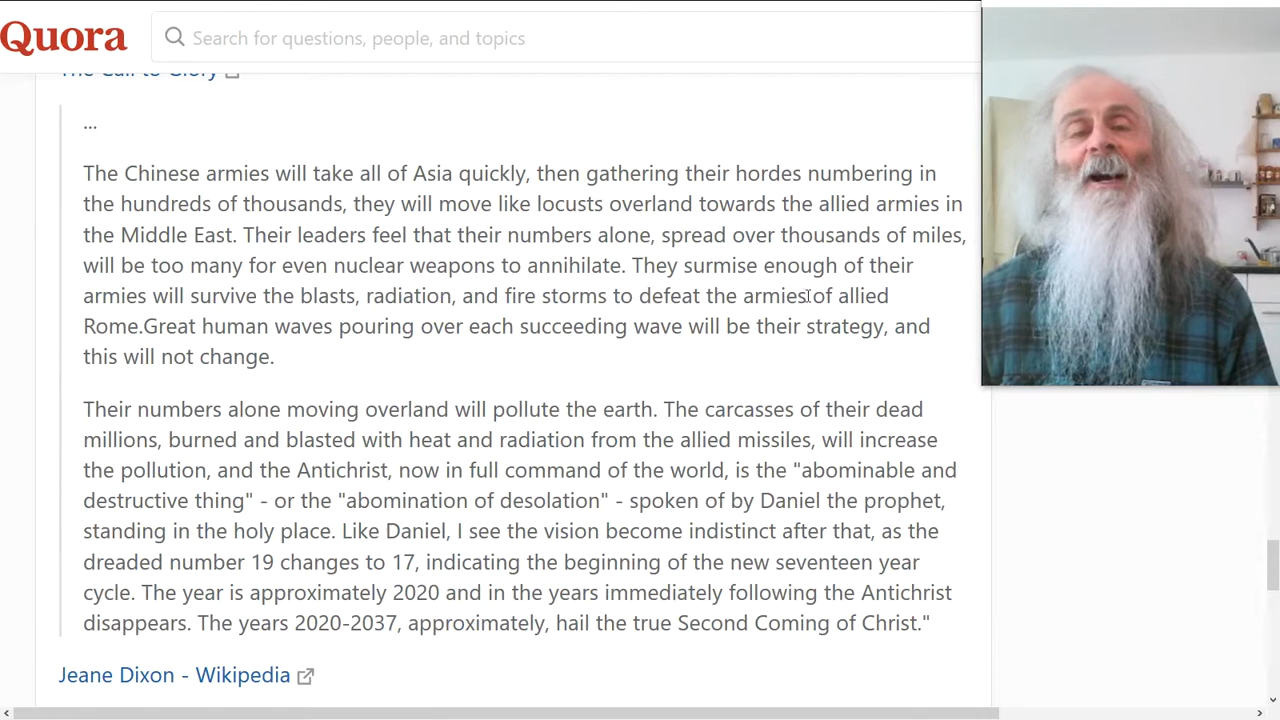 Quora
Search for questions, people, and topics
The Call to Glory
...
The Chinese armies will take all of Asia quickly, then gathering their hordes numbering in
the hundreds of thousands, they will move like locusts overland towards the allied armies in
the Middle East. Their leaders feel that their numbers alone, spread over thousands of miles,
will be too many for even nuclear weapons to annihilate. They surmise enough of their
armies will survive the blasts, radiation, and fire storms to defeat the armies of allied
Rome.Great human waves pouring over each succeeding wave will be their strategy, and
this will not change.
Their numbers alone moving overland will pollute the earth. The carcasses of their dead
millions, burned and blasted with heat and radiation from the allied missiles, will increase
the pollution, and the Antichrist, now in full command of the world, is the "abominable and
destructive thing" - or the "abomination of desolation" - spoken of by Daniel the prophet,
standing in the holy place. Like Daniel, I see the vision become indistinct after that, as the
dreaded number 19 changes to 17, indicating the beginning of the new seventeen year
cycle. The year is approximately 2020 and in the years immediately following the Antichrist
disappears. The years 2020-2037, approximately, hail the true Second Coming of Christ."
Jeane Dixon - Wikipedia